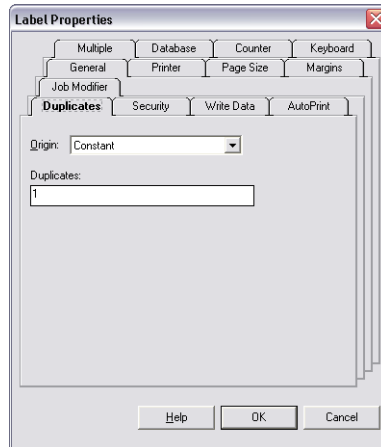 Label Properties
Multiple Database Counter Keyboard
General Printer Page Size Margins
Job Modifier
Duplicates Security Write Data AutoPrint
Origin: Constant
Duplicates:
1
Help OK Cancel